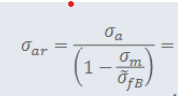 σ_ar = σ_a / (1 − σ_m / σ̃_fB) =